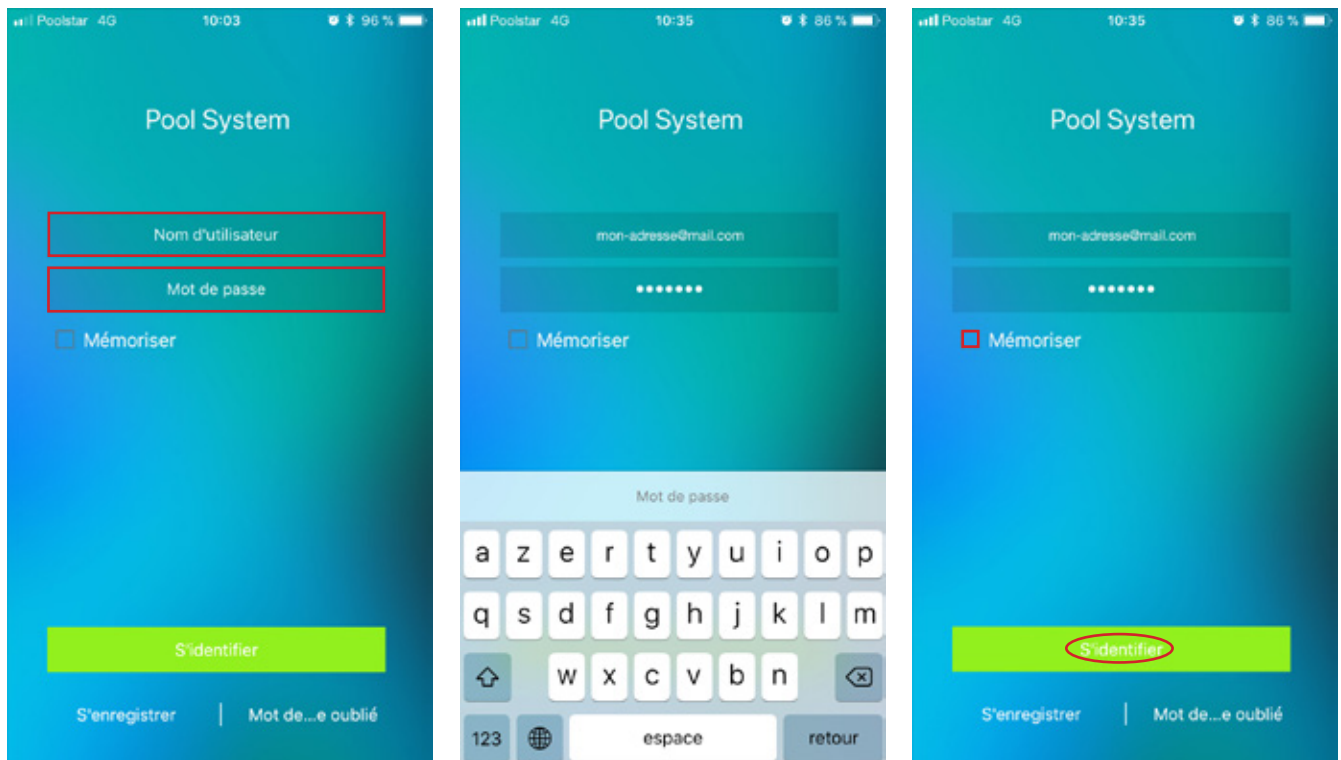 Poolstar 4G 10:03 96 %
Pool System
Nom d'utilisateur
Mot de passe
Mémoriser
S'identifier
S'enregistrer | Mot de...e oublié
Poolstar 4G 10:35 86 %
Pool System
mon-adresse@mail.com
•••••••
Mémoriser
Mot de passe
a z e r t y u i o p
q s d f g h j k l m
w x c v b n
123 espace retour
Poolstar 4G 10:35 86 %
Pool System
mon-adresse@mail.com
•••••••
Mémoriser
S'identifier
S'enregistrer | Mot de...e oublié